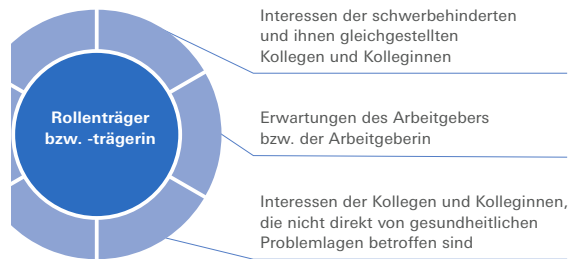 Interessen der schwerbehinderten
und ihnen gleichgestellten
Kollegen und Kolleginnen
Rollenträger
bzw. -trägerin
Erwartungen des Arbeitgebers
bzw. der Arbeitgeberin
Interessen der Kollegen und Kolleginnen,
die nicht direkt von gesundheitlichen
Problemlagen betroffen sind